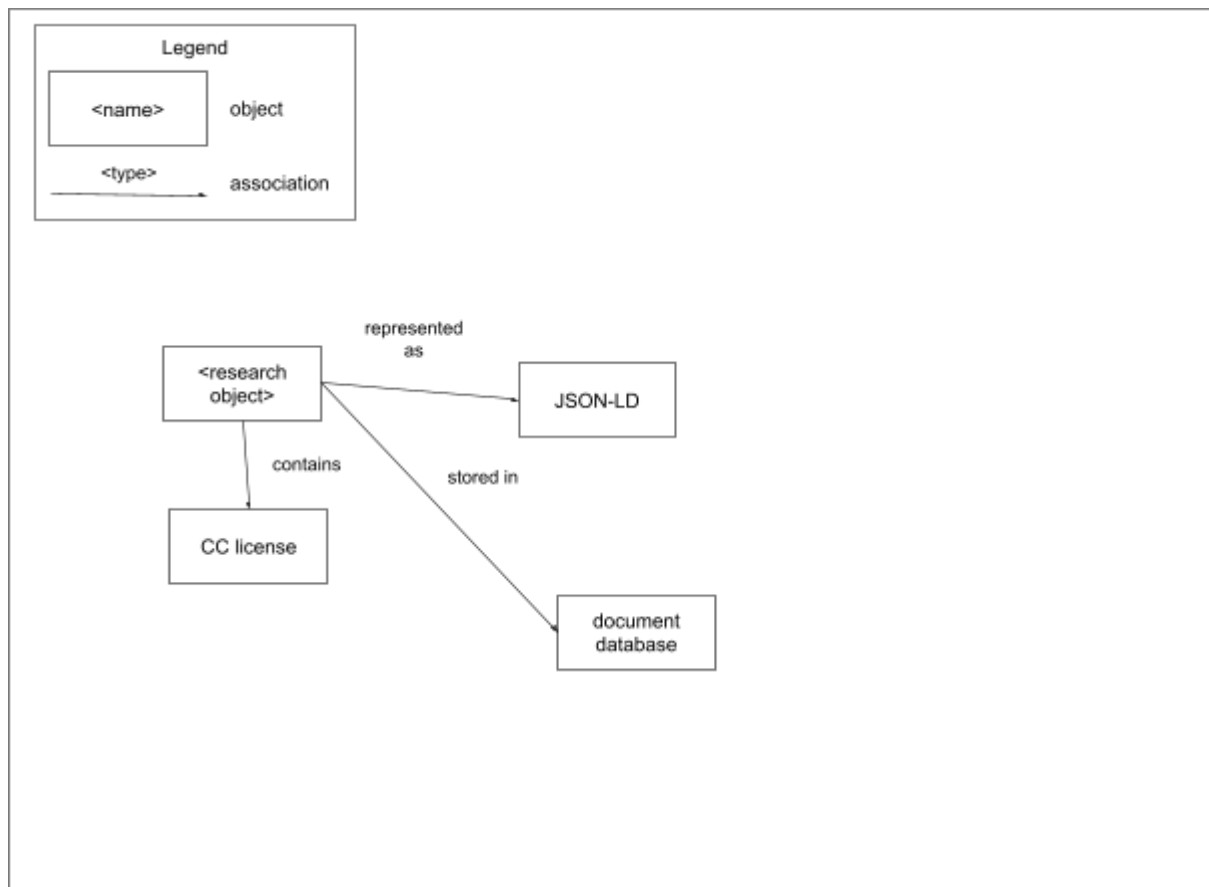 Legend
<name>
object
<type>
association
represented
as
<research
object>
JSON-LD
contains
stored in
CC license
document
database